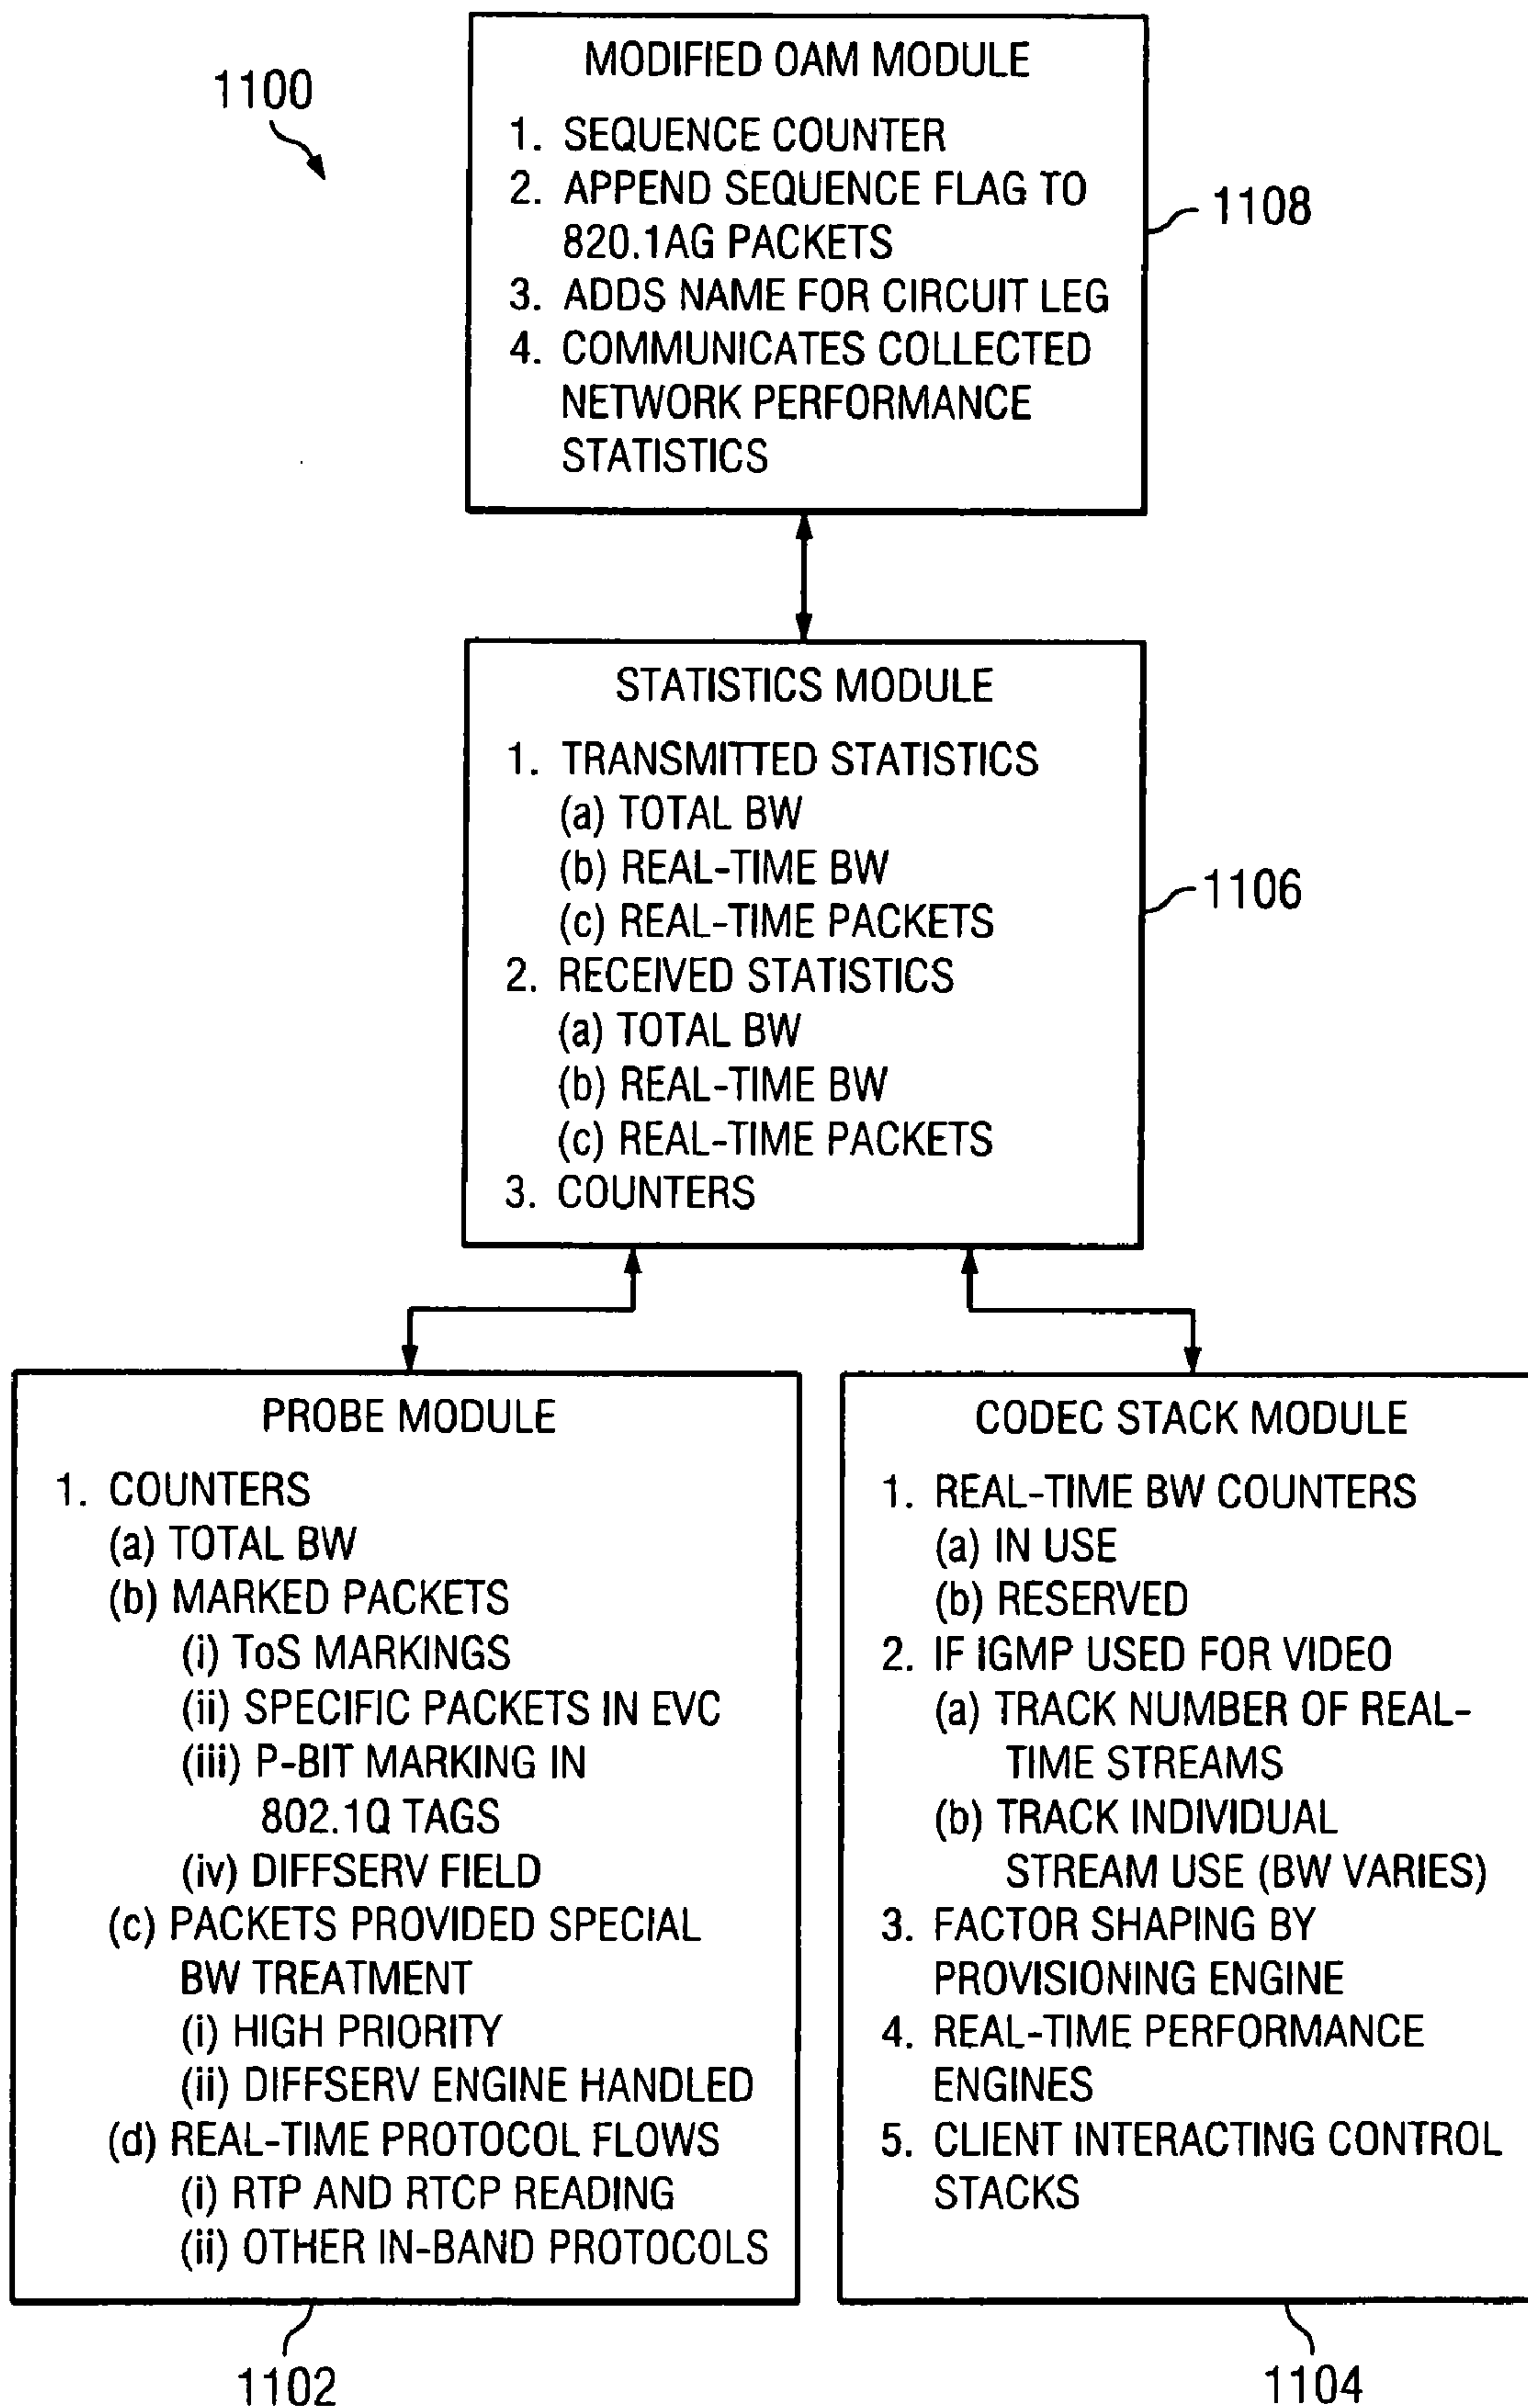 1100
MODIFIED OAM MODULE
1. SEQUENCE COUNTER
2. APPEND SEQUENCE FLAG TO
820.1AG PACKETS
3. ADDS NAME FOR CIRCUIT LEG
4. COMMUNICATES COLLECTED
NETWORK PERFORMANCE
STATISTICS
1108
STATISTICS MODULE
1. TRANSMITTED STATISTICS
(a) TOTAL BW
(b) REAL-TIME BW
(c) REAL-TIME PACKETS
2. RECEIVED STATISTICS
(a) TOTAL BW
(b) REAL-TIME BW
(c) REAL-TIME PACKETS
3. COUNTERS
1106
PROBE MODULE
1. COUNTERS
(a) TOTAL BW
(b) MARKED PACKETS
(i) ToS MARKINGS
(ii) SPECIFIC PACKETS IN EVC
(iii) P-BIT MARKING IN
802.1Q TAGS
(iv) DIFFSERV FIELD
(c) PACKETS PROVIDED SPECIAL
BW TREATMENT
(i) HIGH PRIORITY
(ii) DIFFSERV ENGINE HANDLED
(d) REAL-TIME PROTOCOL FLOWS
(i) RTP AND RTCP READING
(ii) OTHER IN-BAND PROTOCOLS
1102
CODEC STACK MODULE
1. REAL-TIME BW COUNTERS
(a) IN USE
(b) RESERVED
2. IF IGMP USED FOR VIDEO
(a) TRACK NUMBER OF REAL-
TIME STREAMS
(b) TRACK INDIVIDUAL
STREAM USE (BW VARIES)
3. FACTOR SHAPING BY
PROVISIONING ENGINE
4. REAL-TIME PERFORMANCE
ENGINES
5. CLIENT INTERACTING CONTROL
STACKS
1104